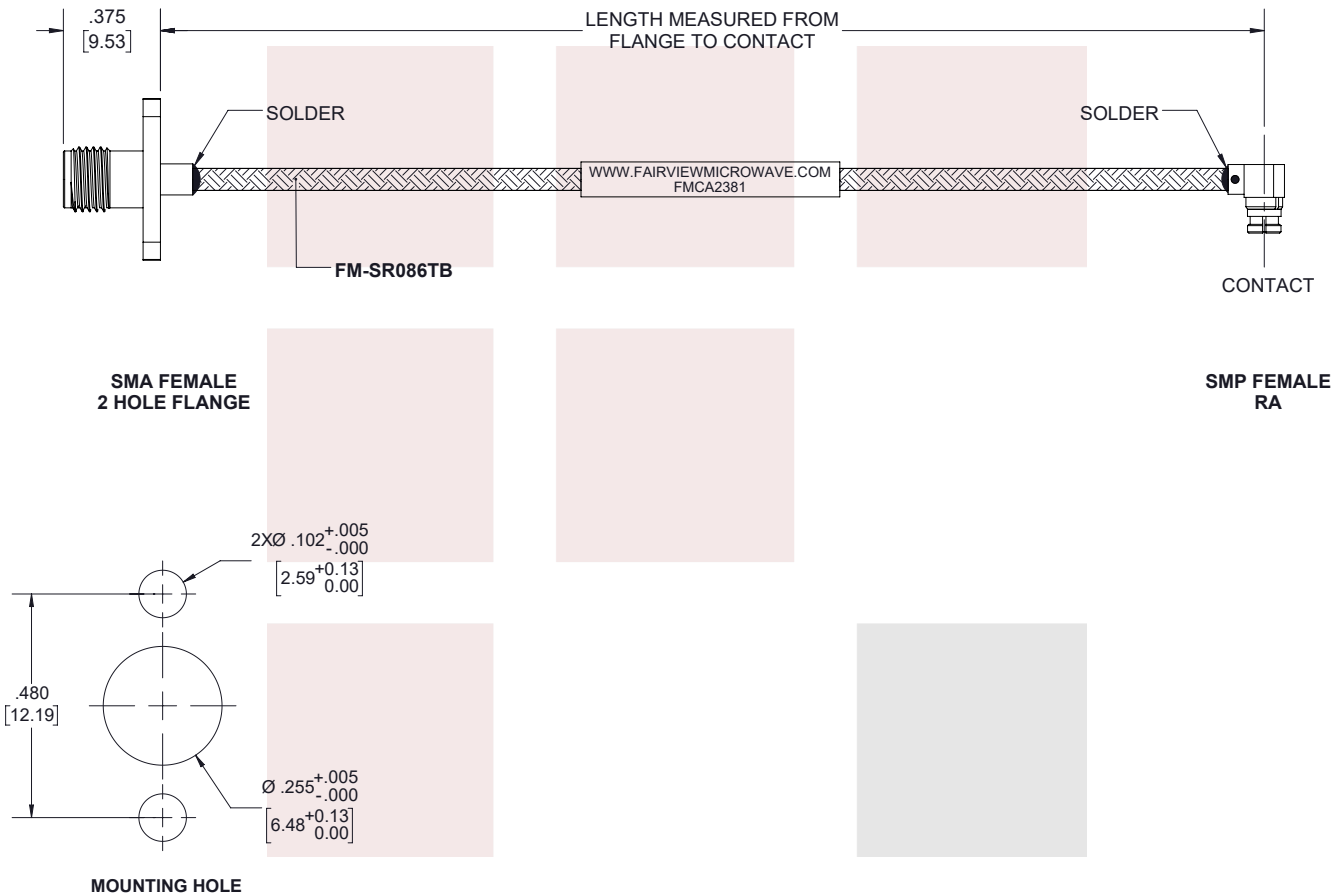 .375
[9.53]
LENGTH MEASURED FROM
FLANGE TO CONTACT
SOLDER
SOLDER
WWW.FAIRVIEWMICROWAVE.COM
FMCA2381
FM-SR086TB
CONTACT
SMA FEMALE
2 HOLE FLANGE
SMP FEMALE
RA
2XØ .102 +.005
-.000
[2.59 +0.13
0.00]
.480
[12.19]
Ø .255 +.005
-.000
[6.48 +0.13
0.00]
MOUNTING HOLE